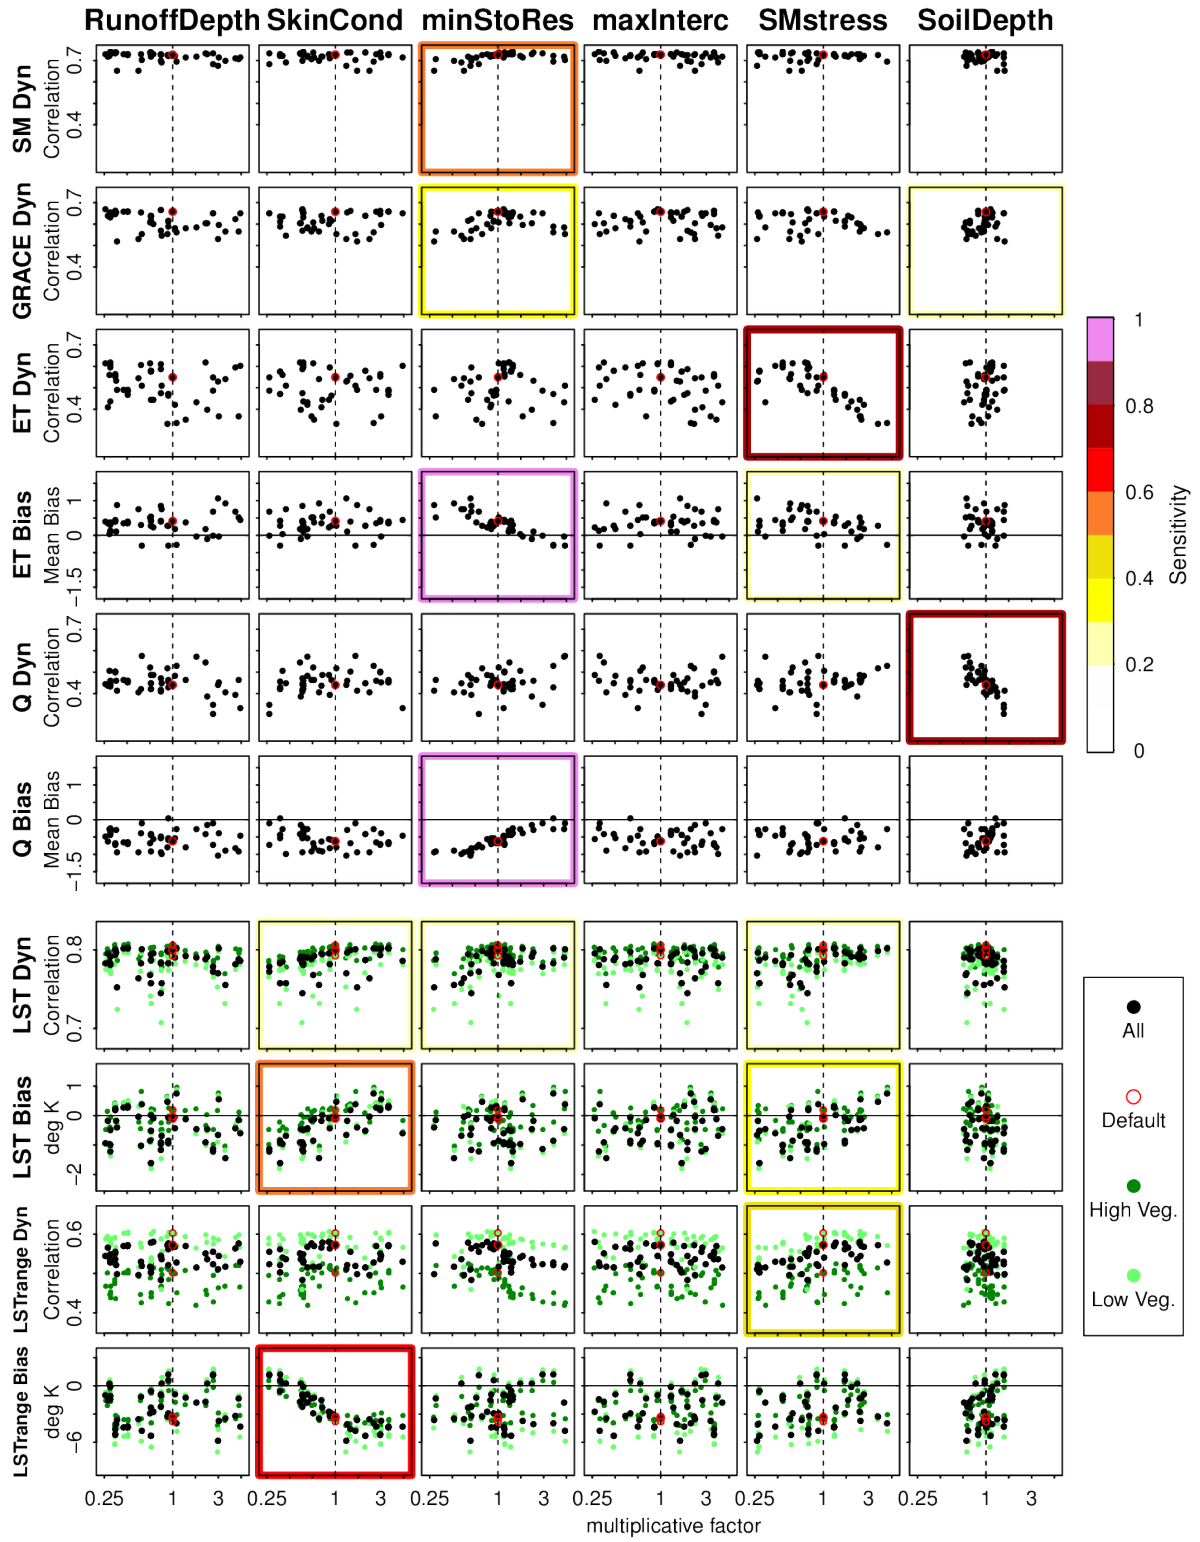 RunoffDepth SkinCond minStoRes maxInterc SMstress SoilDepth
SM Dyn
Correlation
0.7
0.4
GRACE Dyn
Correlation
0.7
0.4
ET Dyn
Correlation
0.7
0.4
ET Bias
Mean Bias
1
0
−1.5
Q Dyn
Correlation
0.7
0.4
Q Bias
Mean Bias
1
0
−1.5
LST Dyn
Correlation
0.8
0.7
LST Bias
deg K
1
0
−2
LSTrange Dyn
Correlation
0.6
0.4
LSTrange Bias
deg K
0
−6
0.25 1 3 0.25 1 3 0.25 1 3 0.25 1 3 0.25 1 3 0.25 1 3
multiplicative factor
1
0.8
0.6
0.4
0.2
0
Sensitivity
All
Default
High Veg.
Low Veg.